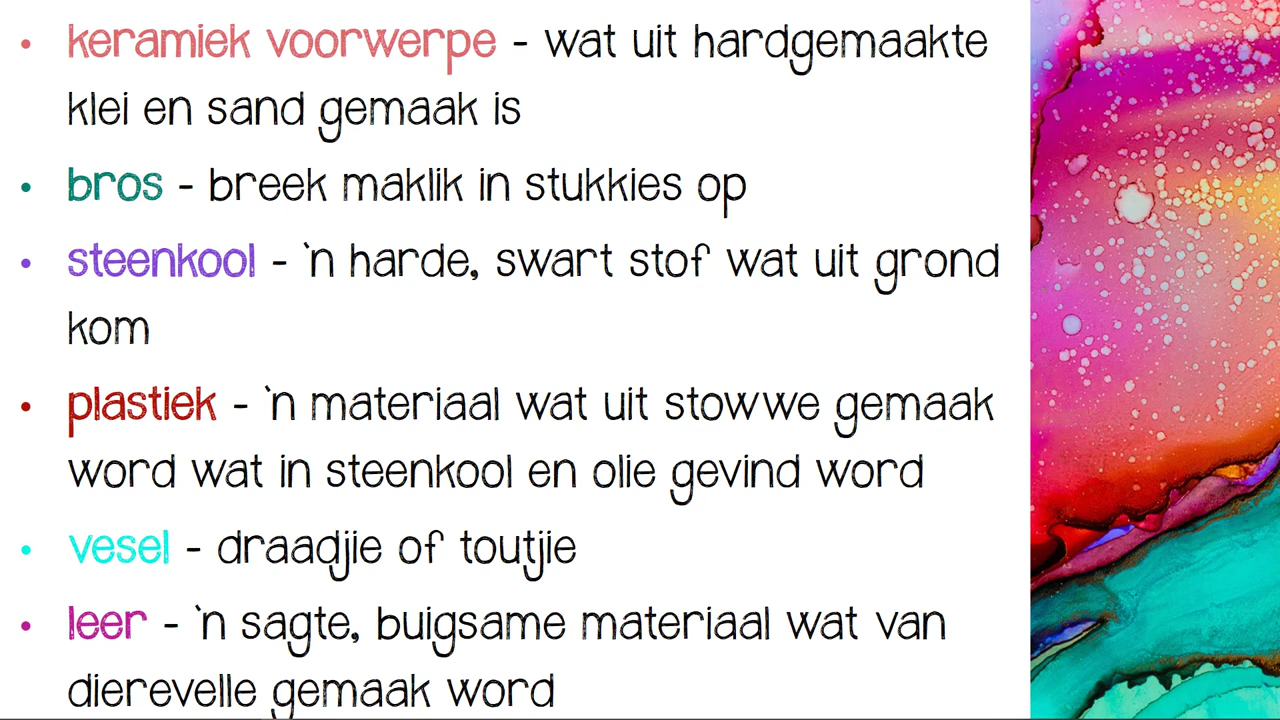 • keramiek voorwerpe - wat uit hardgemaakte
klei en sand gemaak is
• bros - breek maklik in stukkies op
• steenkool - `n harde, swart stof wat uit grond
kom
• plastiek - `n materiaal wat uit stowwe gemaak
word wat in steenkool en olie gevind word
• vesel - draadjie of toutjie
• leer - `n sagte, buigsame materiaal wat van
dierevelle gemaak word